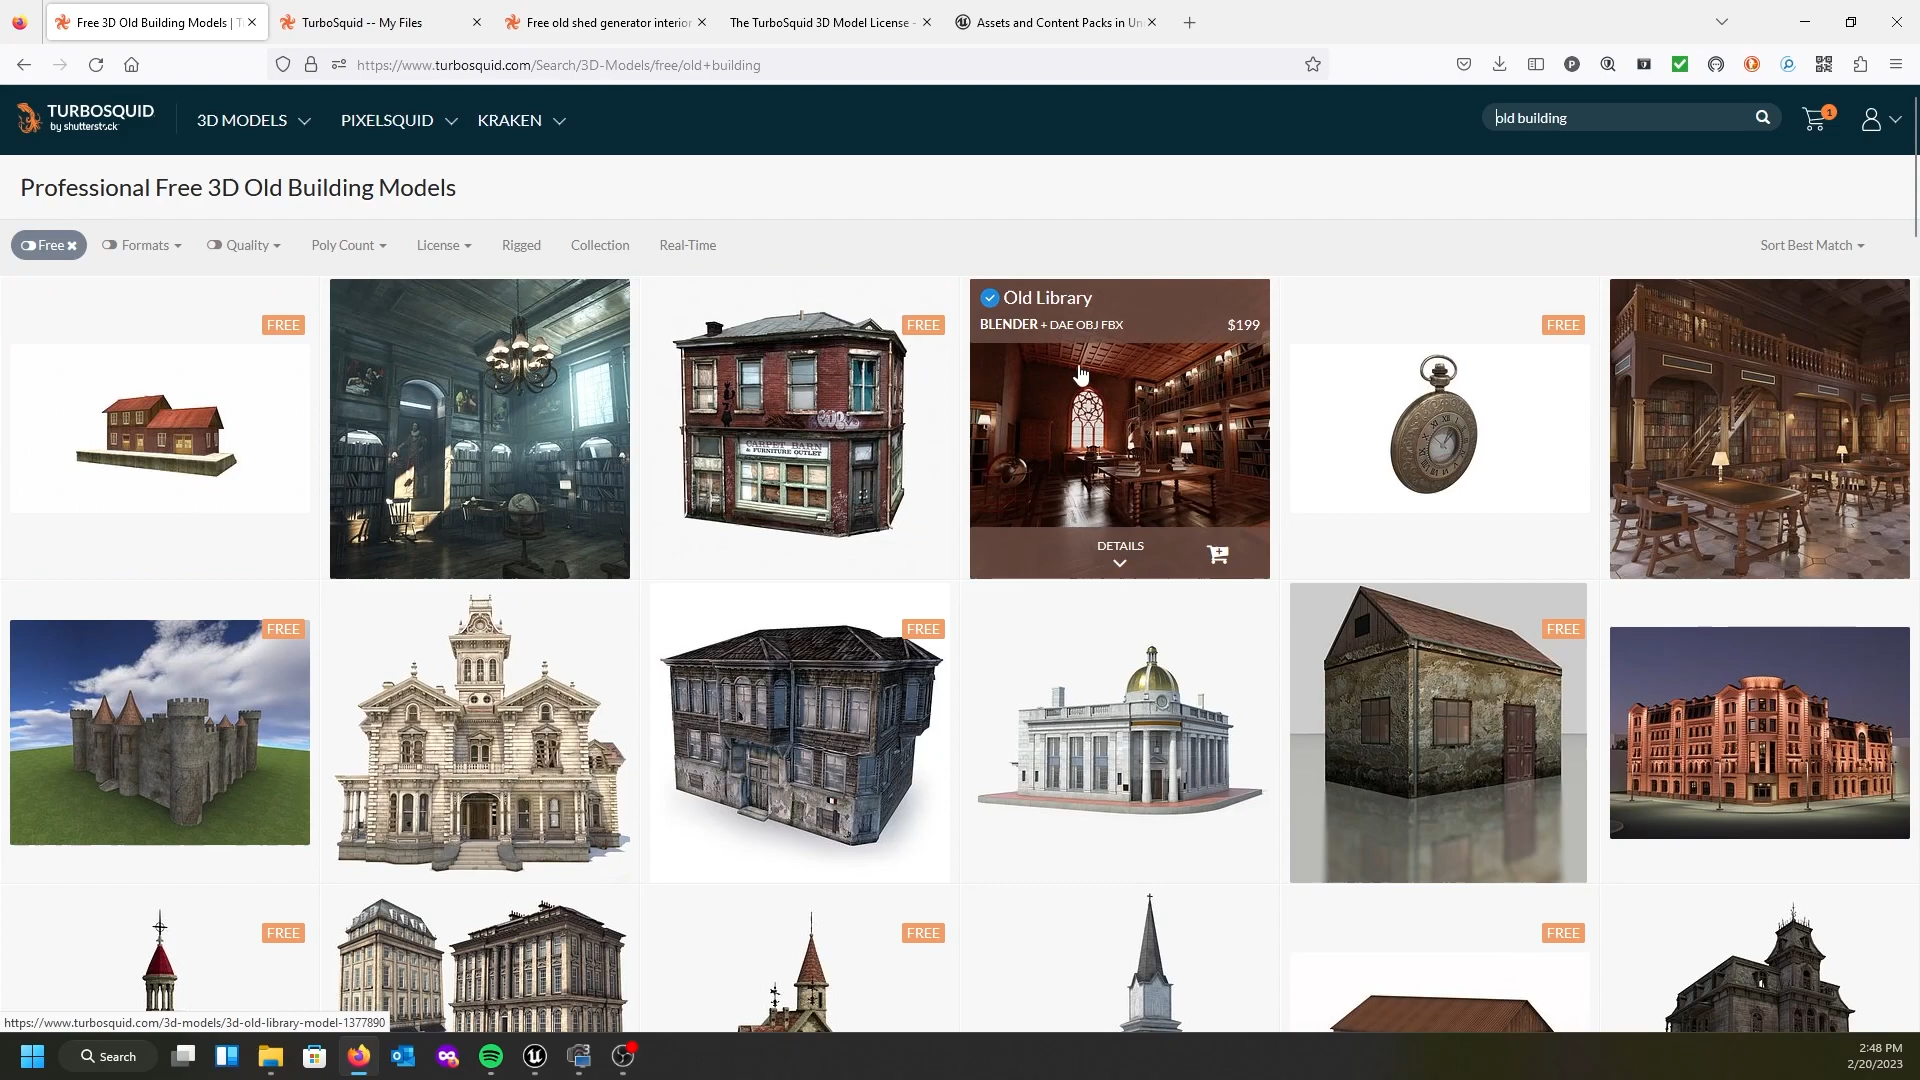 Free 3D Old Building Models | T
TurboSquid -- My Files
Free old shed generator interior
The TurboSquid 3D Model License -
Assets and Content Packs in Un
https://www.turbosquid.com/Search/3D-Models/free/old+building
TURBOSQUID
by shutterstock
3D MODELS
PIXELSQUID
KRAKEN
old building
1
Professional Free 3D Old Building Models
Free
Formats
Quality
Poly Count
License
Rigged
Collection
Real-Time
Sort Best Match
FREE
FREE
CARPET BARN
& FURNITURE OUTLET
Old Library
BLENDER + DAE OBJ FBX
$199
DETAILS
FREE
FREE
FREE
FREE
FREE
FREE
FREE
https://www.turbosquid.com/3d-models/3d-old-library-model-1377890
Search
2:48 PM
2/20/2023